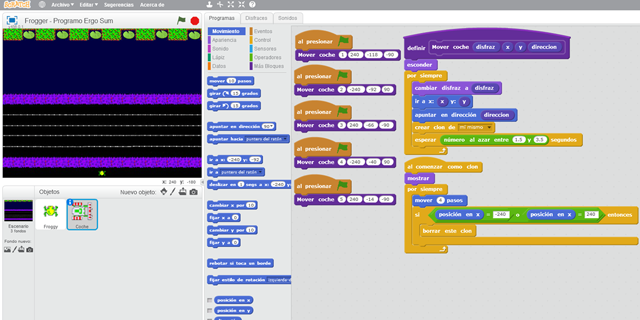 SCRATCH Archivo Editar Sugerencias Acerca de
Frogger - Programo Ergo Sum
X: 240 y: -180
Objetos Nuevo objeto:
Escenario
3 fondos
Fondo nuevo:
Froggy
Coche
Programas Disfraces Sonidos
Movimiento Eventos
Apariencia Control
Sonido Sensores
Lápiz Operadores
Datos Más Bloques
mover 10 pasos
girar 15 grados
girar 15 grados
apuntar en dirección 90
apuntar hacia puntero del ratón
ir a x: -240 y: -92
ir a puntero del ratón
deslizar en 1 segs a x: -240 y:
cambiar x por 10
fijar x a 0
cambiar y por 10
fijar y a 0
rebotar si toca un borde
fijar estilo de rotación izquierda-d
posición en x
posición en y
al presionar
Mover coche 1 240 -118 -90
al presionar
Mover coche 2 -240 -92 90
al presionar
Mover coche 3 240 -66 -90
al presionar
Mover coche 4 -240 -40 90
al presionar
Mover coche 5 240 -14 -90
definir Mover coche disfraz x y direccion
esconder
por siempre
cambiar disfraz a disfraz
ir a x: x y: y
apuntar en dirección direccion
crear clon de mí mismo
esperar número al azar entre 1.5 y 3.5 segundos
al comenzar como clon
mostrar
por siempre
mover 4 pasos
si posición en x = -240 o posición en x = 240 entonces
borrar este clon